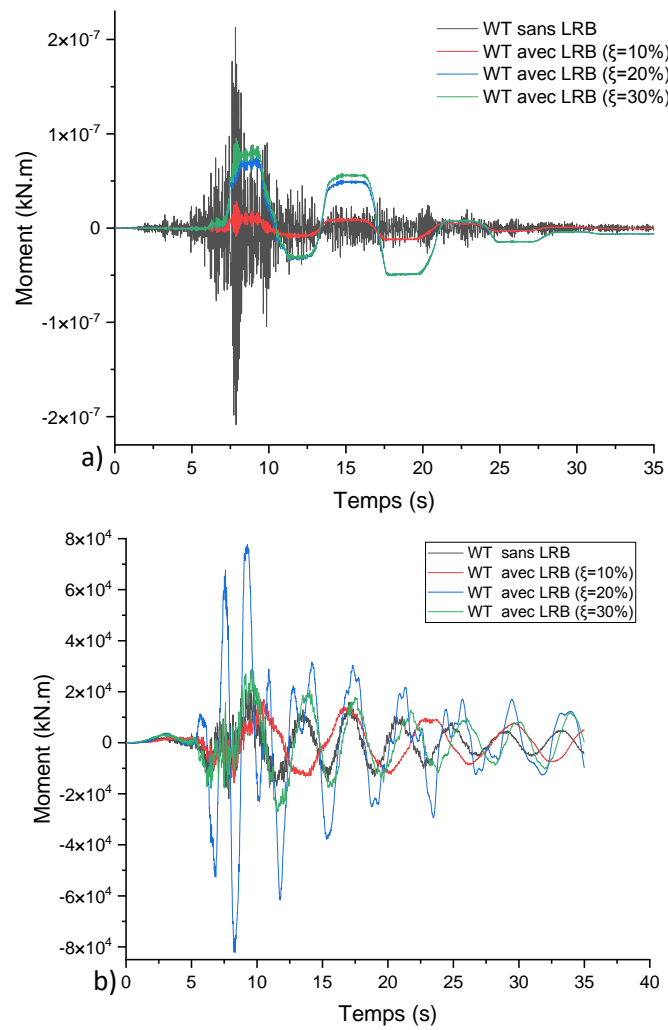 WT sans LRB
WT avec LRB (ξ=10%)
WT avec LRB (ξ=20%)
WT avec LRB (ξ=30%)
2×10⁻⁷
1×10⁻⁷
0
-1×10⁻⁷
-2×10⁻⁷
Moment (kN.m)
0 5 10 15 20 25 30 35
a)
Temps (s)
WT sans LRB
WT avec LRB (ξ=10%)
WT avec LRB (ξ=20%)
WT avec LRB (ξ=30%)
8×10⁴
6×10⁴
4×10⁴
2×10⁴
0
-2×10⁴
-4×10⁴
-6×10⁴
-8×10⁴
Moment (kN.m)
0 5 10 15 20 25 30 35 40
b)
Temps (s)